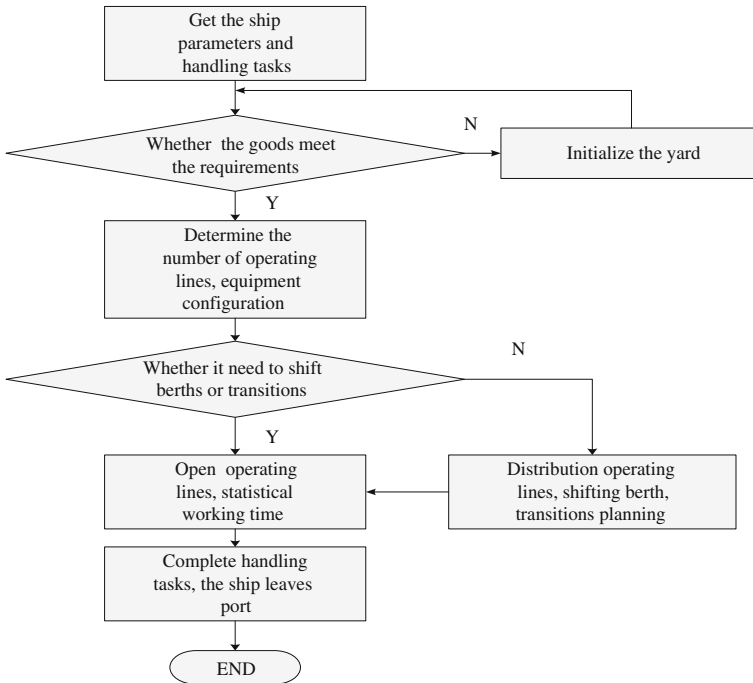 Get the ship
parameters and
handling tasks
Whether the goods meet
the requirements
N
Initialize the yard
Y
Determine the
number of operating
lines, equipment
configuration
Whether it need to shift
berths or transitions
N
Y
Open operating
lines, statistical
working time
Distribution operating
lines, shifting berth,
transitions planning
Complete handling
tasks, the ship leaves
port
END